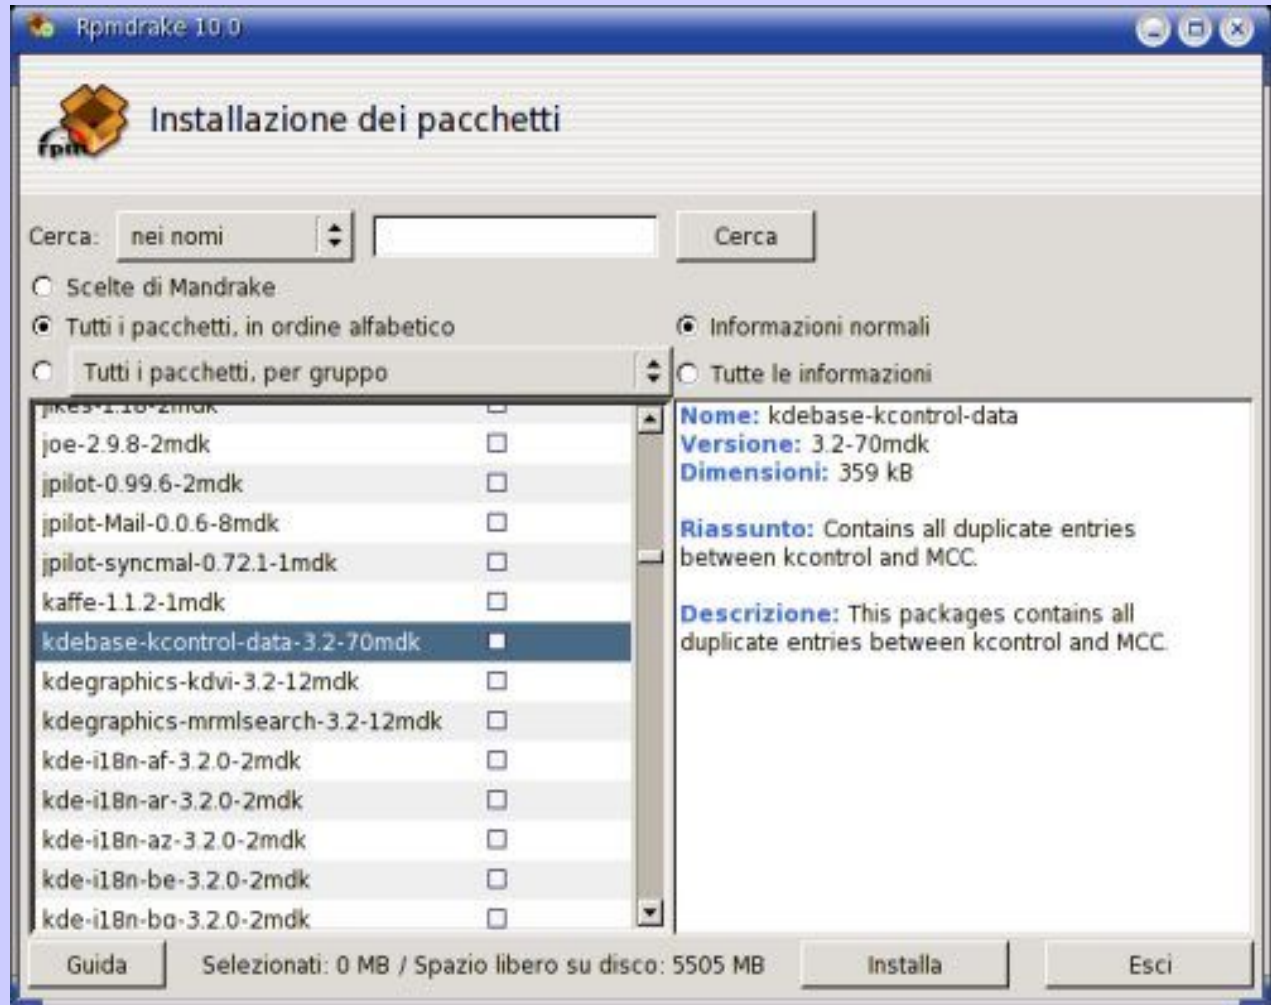 Rpmdrake 10.0
rpm
Installazione dei pacchetti
Cerca: nei nomi Cerca
Scelte di Mandrake
Tutti i pacchetti, in ordine alfabetico
Tutti i pacchetti, per gruppo
Informazioni normali
Tutte le informazioni
jikes-1.18-2mdk
joe-2.9.8-2mdk
jpilot-0.99.6-2mdk
jpilot-Mail-0.0.6-8mdk
jpilot-syncmal-0.72.1-1mdk
kaffe-1.1.2-1mdk
kdebase-kcontrol-data-3.2-70mdk
kdegraphics-kdvi-3.2-12mdk
kdegraphics-mrmlsearch-3.2-12mdk
kde-i18n-af-3.2.0-2mdk
kde-i18n-ar-3.2.0-2mdk
kde-i18n-az-3.2.0-2mdk
kde-i18n-be-3.2.0-2mdk
kde-i18n-bg-3.2.0-2mdk
Nome: kdebase-kcontrol-data
Versione: 3.2-70mdk
Dimensioni: 359 kB
Riassunto: Contains all duplicate entries
between kcontrol and MCC.
Descrizione: This packages contains all
duplicate entries between kcontrol and MCC.
Guida Selezionati: 0 MB / Spazio libero su disco: 5505 MB Installa Esci